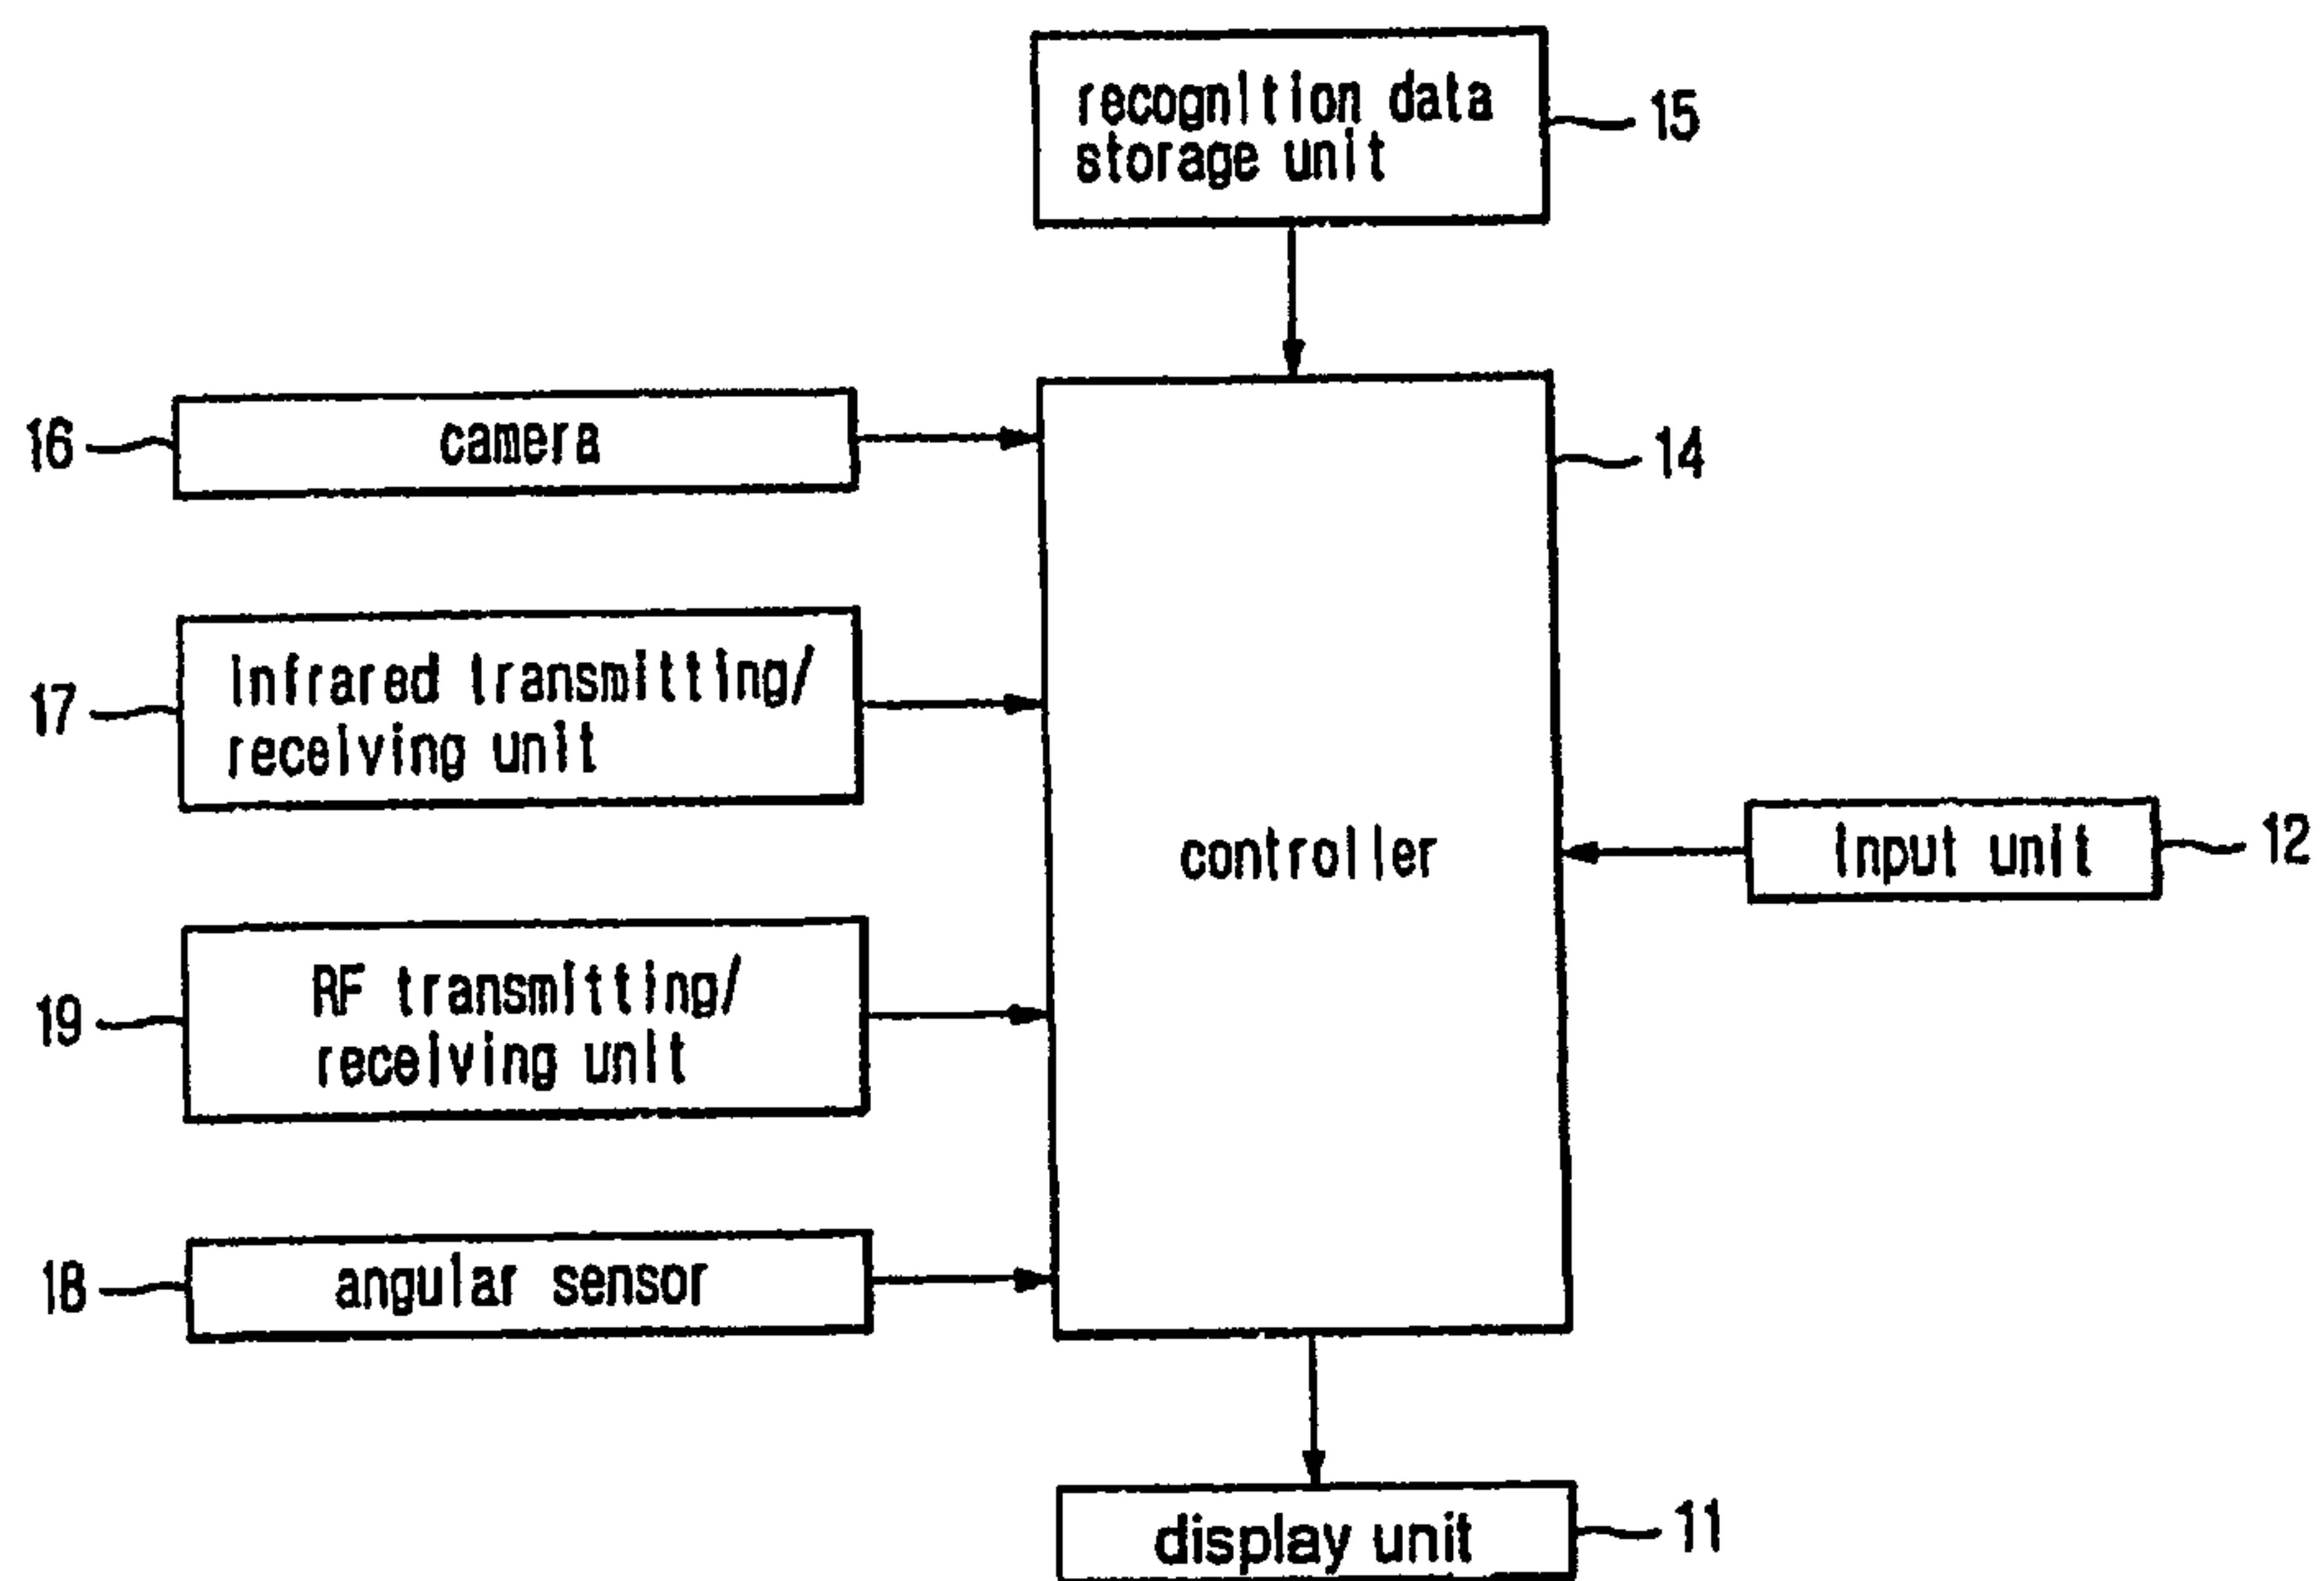 recognition data
storage unit
15
16
camera
14
17
Infrared transmitting/
receiving unit
controller
Input unit
12
19
RF transmitting/
receiving unit
18
angular sensor
display unit
11